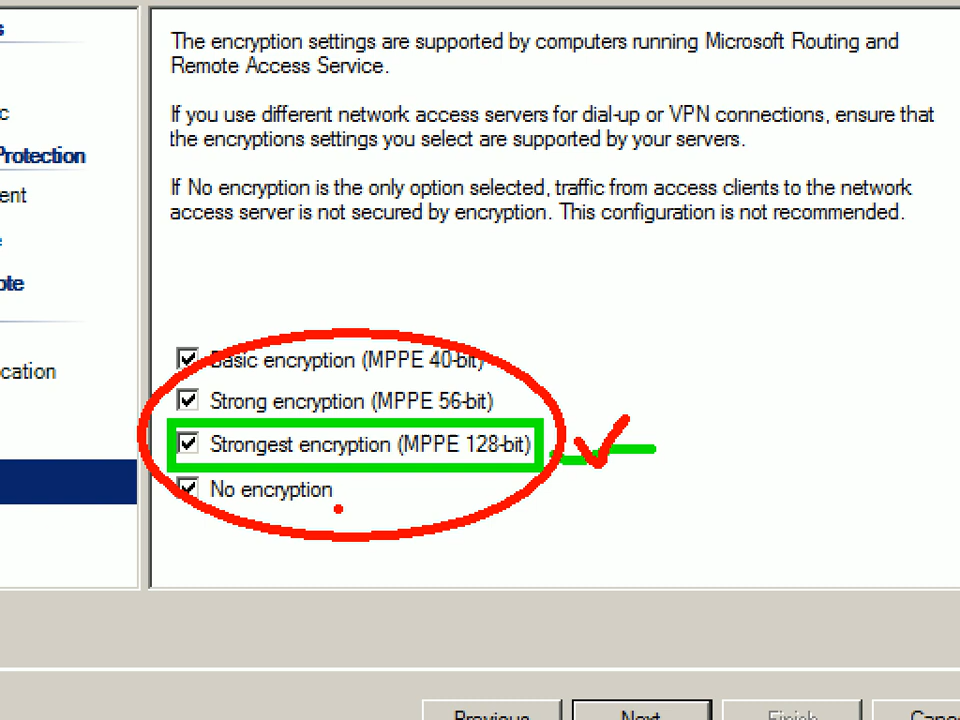 s
The encryption settings are supported by computers running Microsoft Routing and
Remote Access Service.
c
If you use different network access servers for dial-up or VPN connections, ensure that
the encryptions settings you select are supported by your servers.
Protection
ent
If No encryption is the only option selected, traffic from access clients to the network
access server is not secured by encryption. This configuration is not recommended.
e
ote
Basic encryption (MPPE 40-bit)
cation
Strong encryption (MPPE 56-bit)
Strongest encryption (MPPE 128-bit)
No encryption
Previous
Next
Finish
Canc